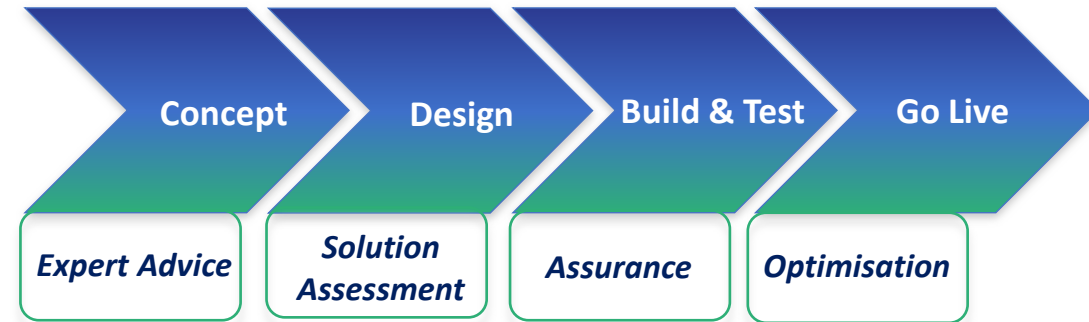 Concept
Design
Build & Test
Go Live
Expert Advice
Solution
Assessment
Assurance
Optimisation